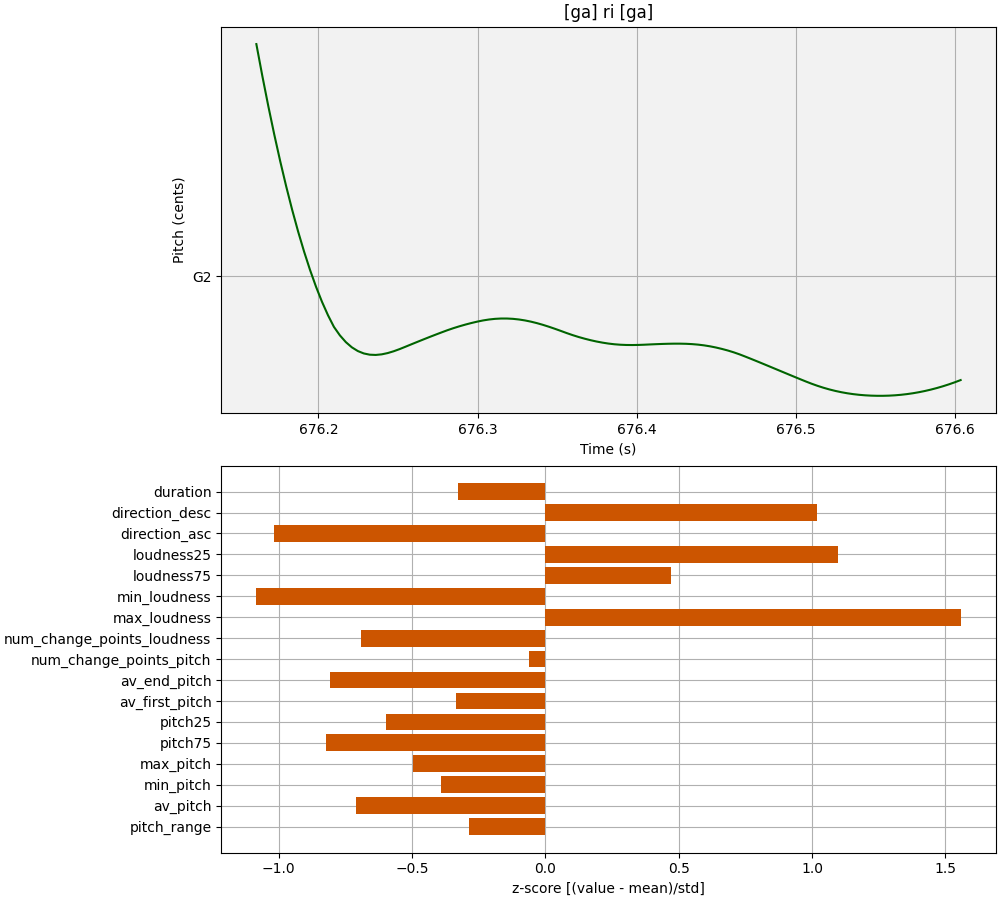 [ga] ri [ga]
Pitch (cents)
G2
676.2 676.3 676.4 676.5 676.6
Time (s)
duration
direction_desc
direction_asc
loudness25
loudness75
min_loudness
max_loudness
num_change_points_loudness
num_change_points_pitch
av_end_pitch
av_first_pitch
pitch25
pitch75
max_pitch
min_pitch
av_pitch
pitch_range
−1.0 −0.5 0.0 0.5 1.0 1.5
z-score [(value - mean)/std]